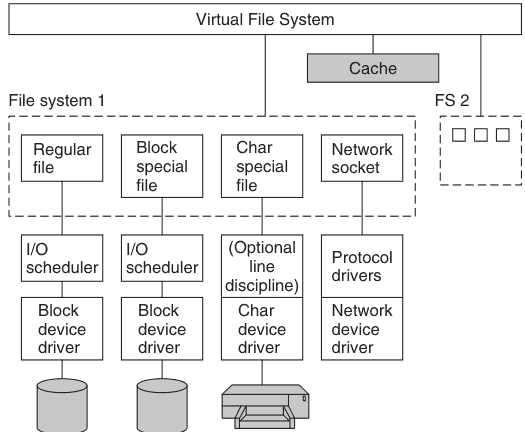 Virtual File System
Cache
File system 1
FS 2
Regular
file
Block
special
file
Char
special
file
Network
socket
I/O
scheduler
I/O
scheduler
(Optional
line
discipline)
Protocol
drivers
Block
device
driver
Block
device
driver
Char
device
driver
Network
device
driver